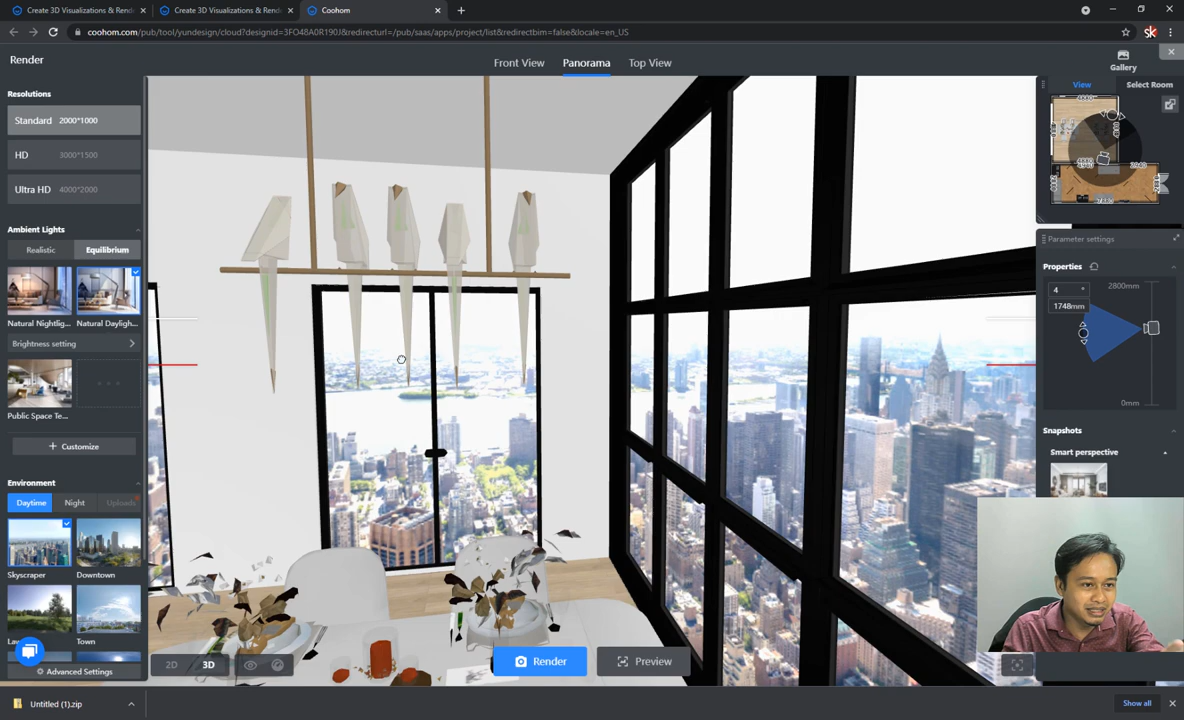 Create 3D Visualizations & Rende
Create 3D Visualizations & Rende
Coohom
coohom.com/pub/tool/yundesign/cloud?designid=3FO48A0R190J&redirecturl=/pub/saas/apps/project/list&redirectbim=false&locale=en_US
Render
Front View
Panorama
Top View
Gallery
Resolutions
Standard 2000*1000
HD 3000*1500
Ultra HD 4000*2000
Ambient Lights
Realistic
Equilibrium
Natural Nightlig...
Natural Dayligh...
Brightness setting
Public Space Te...
Customize
Environment
Daytime
Night
Uploads
Skyscraper
Downtown
Town
Advanced Settings
2D
3D
Render
Preview
View
Select Room
Parameter settings
Properties
4 °
1748mm
2800mm
0mm
Snapshots
Smart perspective
Untitled (1).zip
Show all